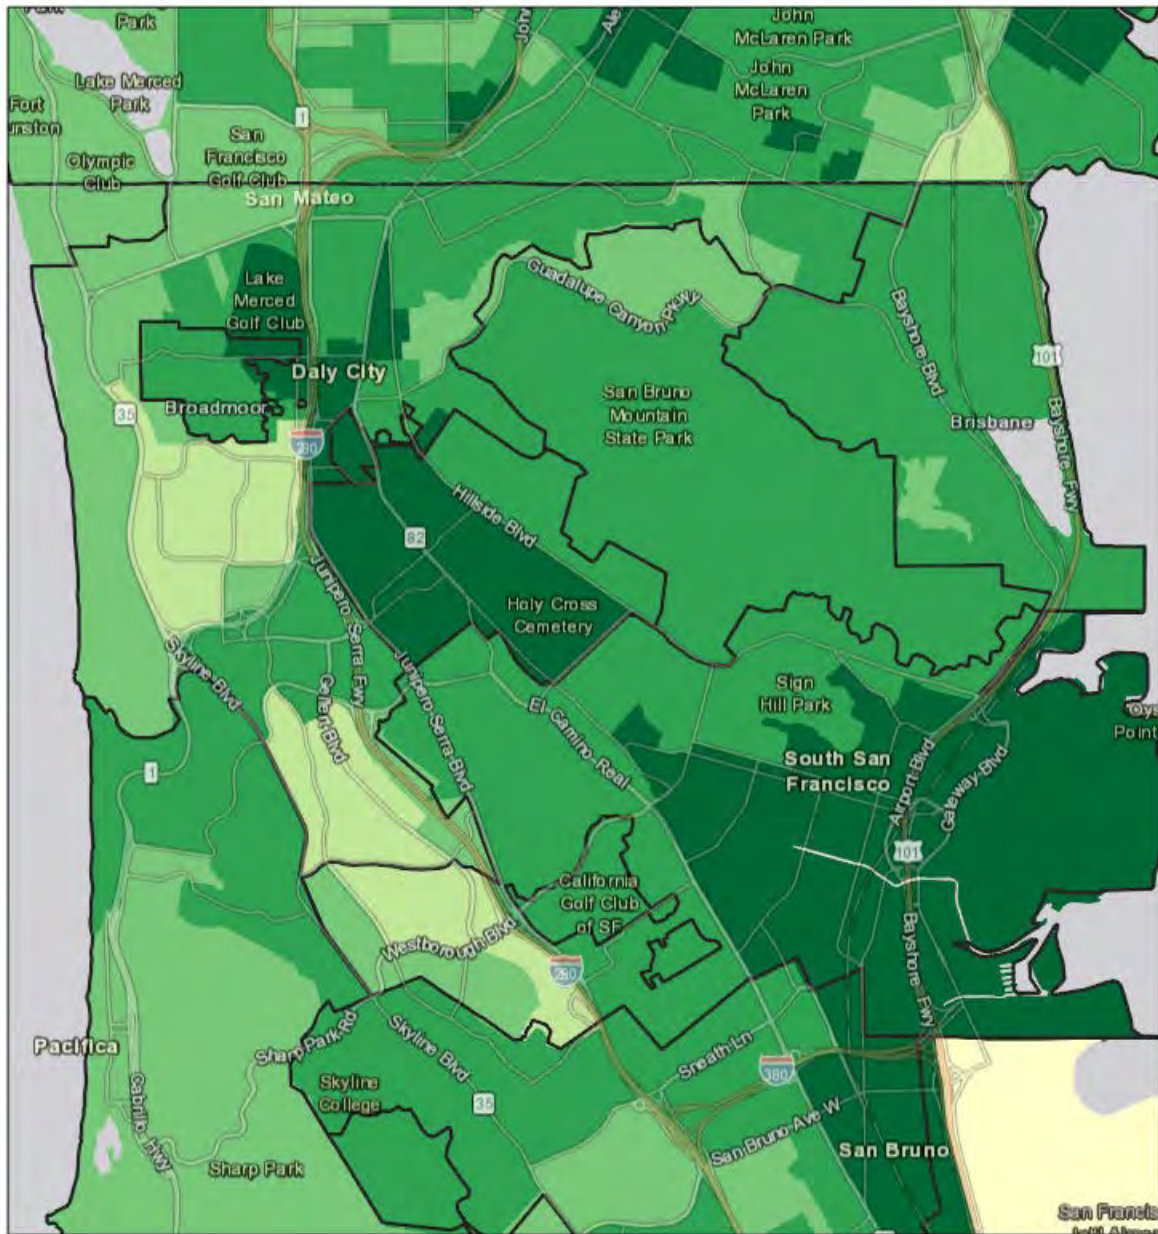 Park
Park
John
McLaren Park
John
McLaren
Park
Lake Merced
Park
Fort
unston
1
San
Francisco
Golf Club
Olympic
Club
San Mateo
Lake
Merced
Golf Club
Guadalupe Canyon Pkwy
Bayshore Blvd
101
Daly City
Broadmoor
35
280
San Bruno
Mountain
State Park
Brisbane
Bayshore Fwy
Hillside Blvd
82
Holy Cross
Cemetery
Junipero Serra Fwy
Junipero Serra Blvd
Skyline Blvd
Gellert Blvd
El Camino Real
Sign
Hill Park
Oys
Point
1
South San
Francisco
Airport Blvd
Gateway Blvd
101
California
Golf Club
of SF
Westborough Blvd
280
Bayshore Fwy
Pacifica
Sharp Park Rd
Skyline Blvd
Sneath Ln
380
Skyline
College
35
Cabrillo Hwy
San Bruno Ave W
San Bruno
Sharp Park
San Francis